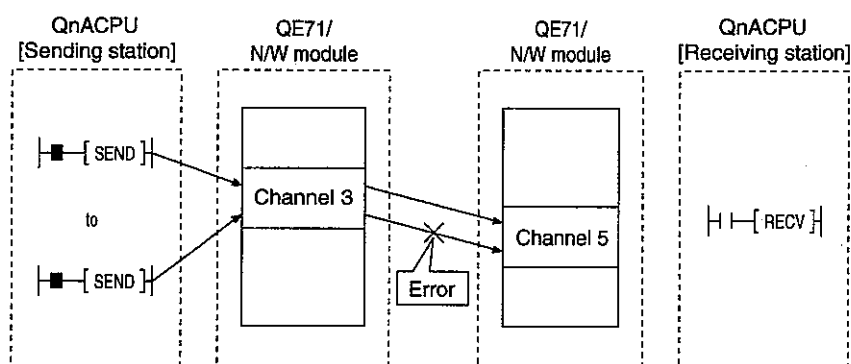 QnACPU
[Sending station]
QE71/
N/W module
QE71/
N/W module
QnACPU
[Receiving station]
SEND
to
SEND
Channel 3
Error
Channel 5
RECV